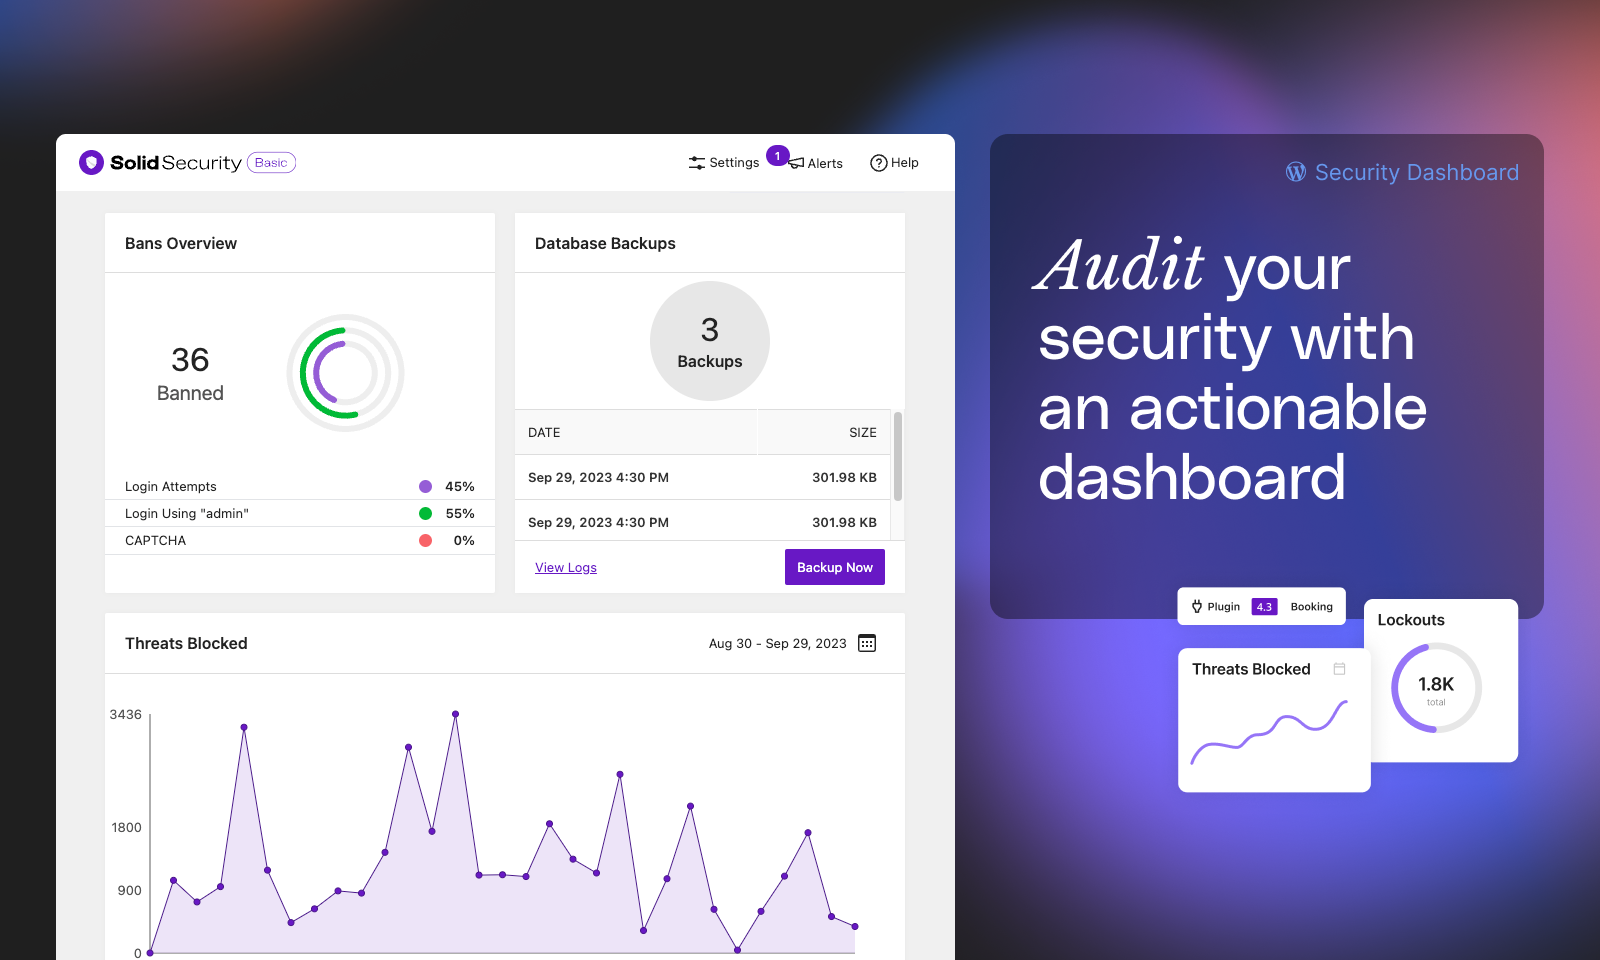 SolidSecurity Basic
Settings
1
Alerts
Help
Bans Overview
36
Banned
Login Attempts 45%
Login Using "admin" 55%
CAPTCHA 0%
Database Backups
3
Backups
DATE SIZE
Sep 29, 2023 4:30 PM 301.98 KB
Sep 29, 2023 4:30 PM 301.98 KB
View Logs
Backup Now
Threats Blocked
Aug 30 - Sep 29, 2023
3436
1800
900
0
Security Dashboard
Audit your
security with
an actionable
dashboard
Plugin 4.3 Booking
Lockouts
1.8K
total
Threats Blocked